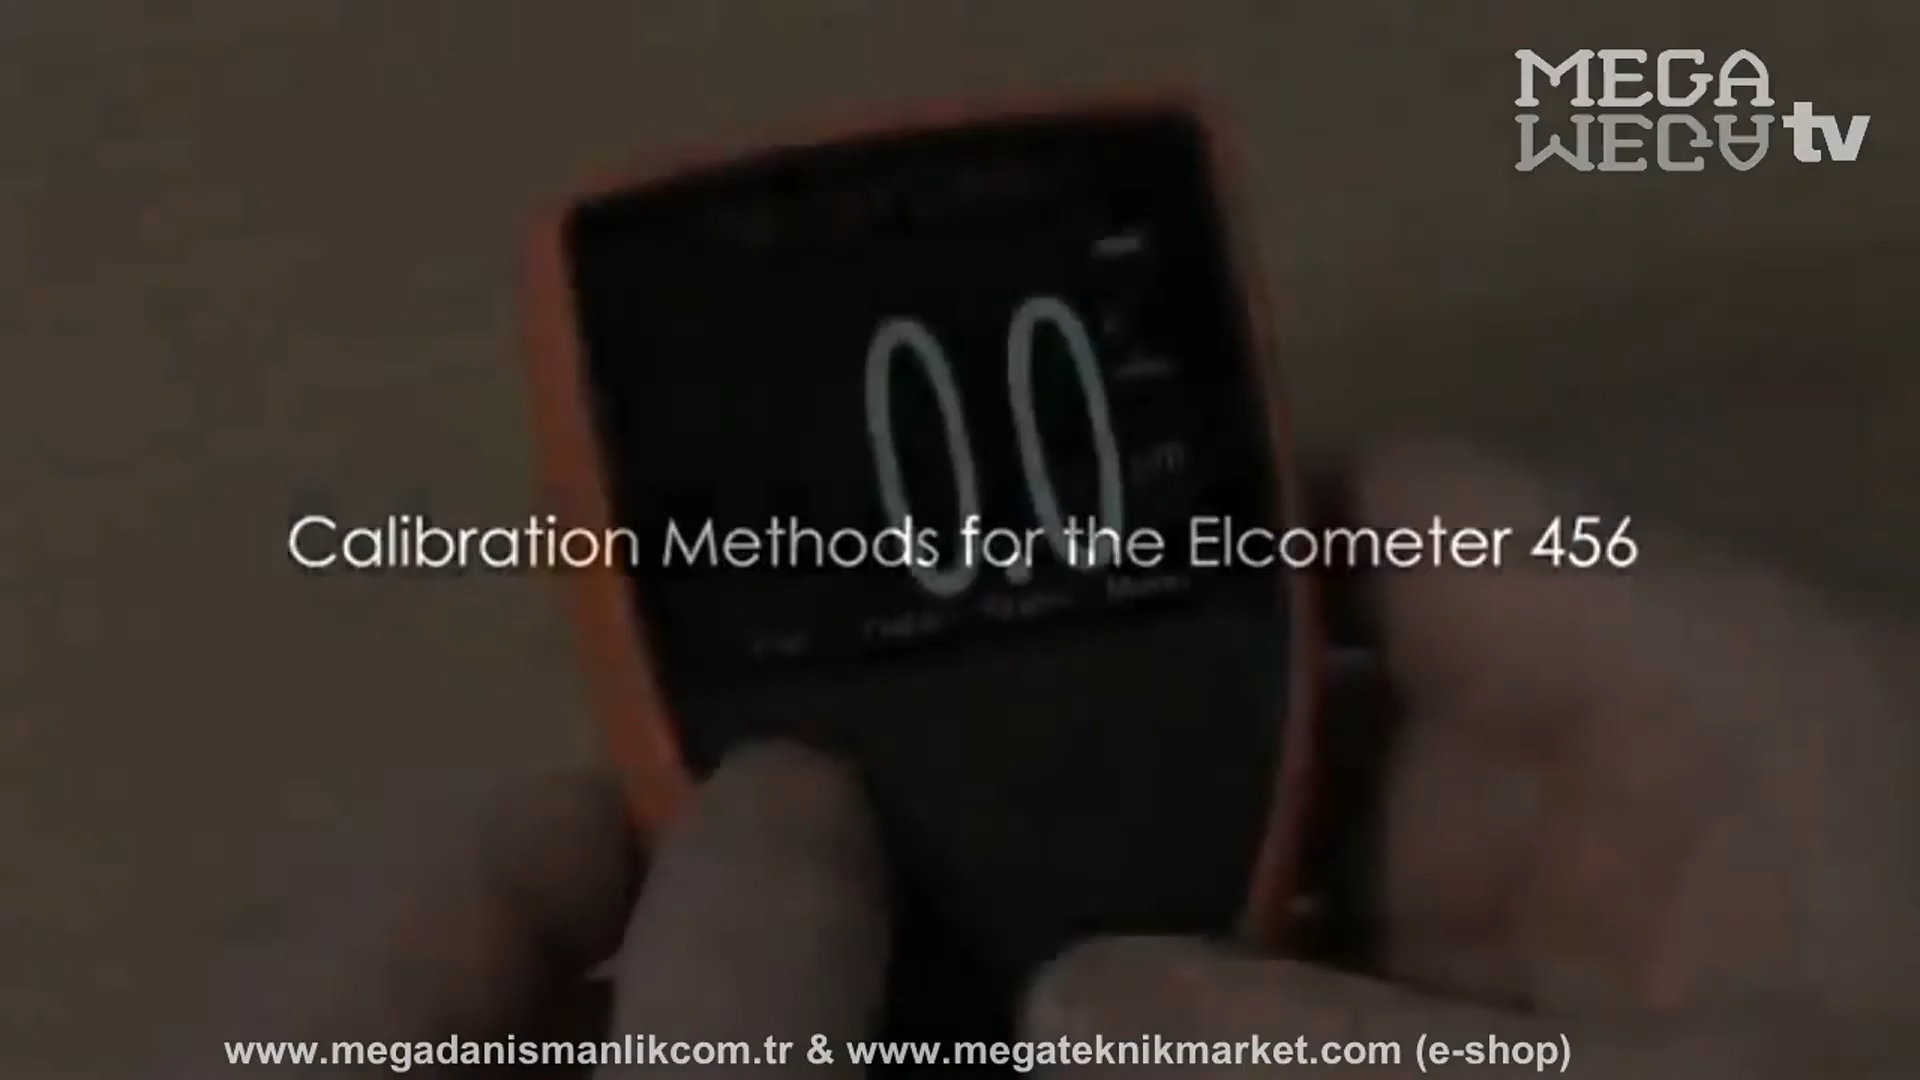 MEGA
tv
0.0
Calibration Methods for the Elcometer 456
www.megadanismanlikcom.tr & www.megateknikmarket.com (e-shop)